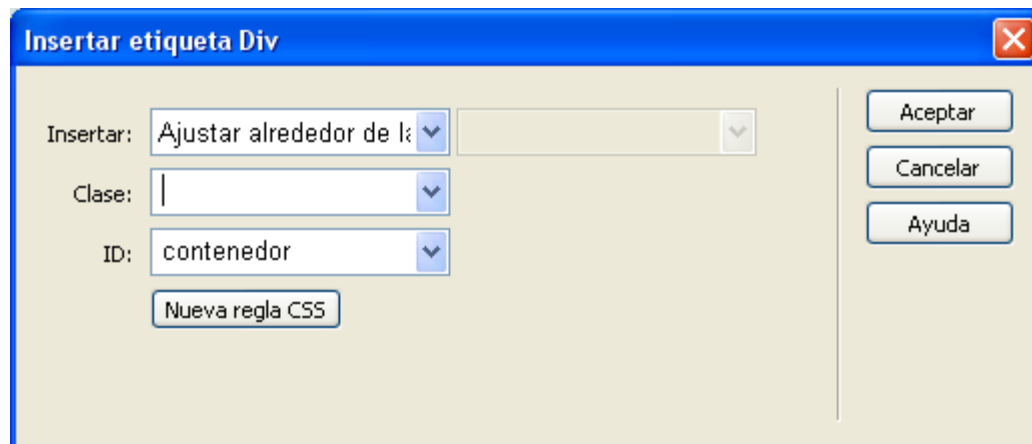 Insertar etiqueta Div
Insertar: Ajustar alrededor de la
Clase:
ID: contenedor
Nueva regla CSS
Aceptar
Cancelar
Ayuda